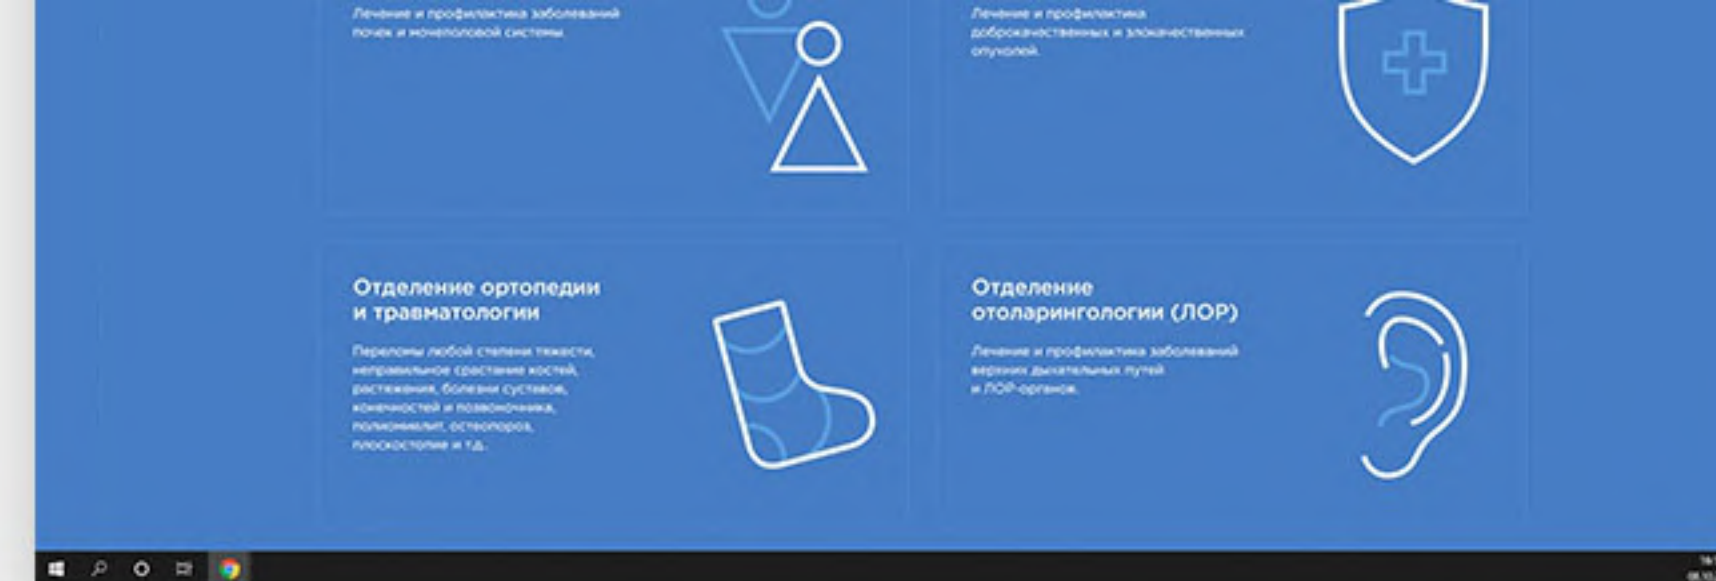 Лечение и профилактика заболеваний
почек и мочеполовой системы.
Лечение и профилактика
доброкачественных и злокачественных
опухолей.
Отделение ортопедии
и травматологии
Переломы любой степени тяжести,
неправильное срастание костей,
растяжения, болезни суставов,
конечностей и позвоночника,
полиомиелит, остеопороз,
плоскостопие и т.д.
Отделение
отоларингологии (ЛОР)
Лечение и профилактика заболеваний
верхних дыхательных путей
и ЛОР-органов.